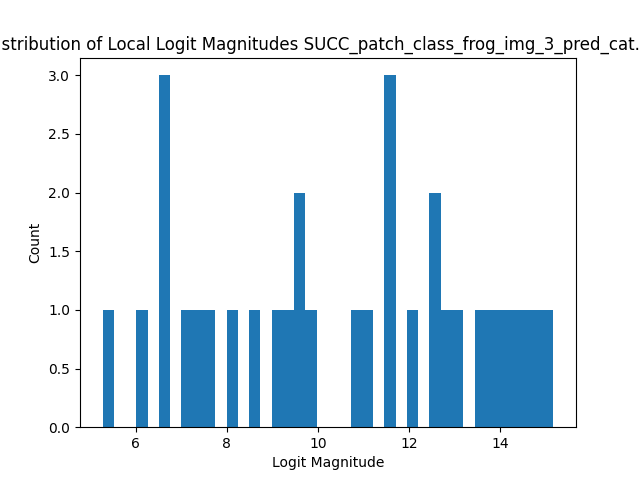 stribution of Local Logit Magnitudes SUCC_patch_class_frog_img_3_pred_cat.
3.0
2.5
2.0
1.5
1.0
0.5
0.0
Count
6 8 10 12 14
Logit Magnitude